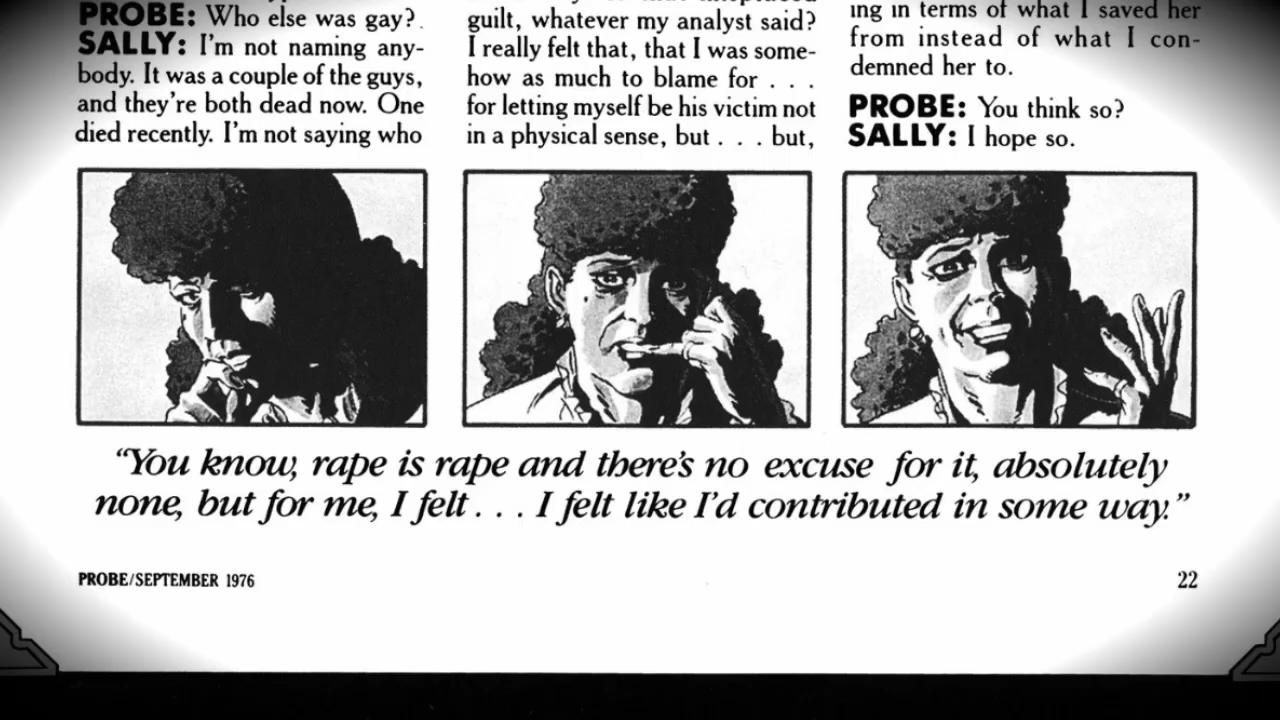 PROBE: Who else was gay?
SALLY: I'm not naming any-
body. It was a couple of the guys,
and they're both dead now. One
died recently. I'm not saying who
guilt, whatever my analyst said?
I really felt that, that I was some-
how as much to blame for . . .
for letting myself be his victim not
in a physical sense, but . . . but,
ing in terms of what I saved her
from instead of what I con-
demned her to.
PROBE: You think so?
SALLY: I hope so.
"You know, rape is rape and there's no excuse for it, absolutely
none, but for me, I felt . . . I felt like I'd contributed in some way."
PROBE/SEPTEMBER 1976
22